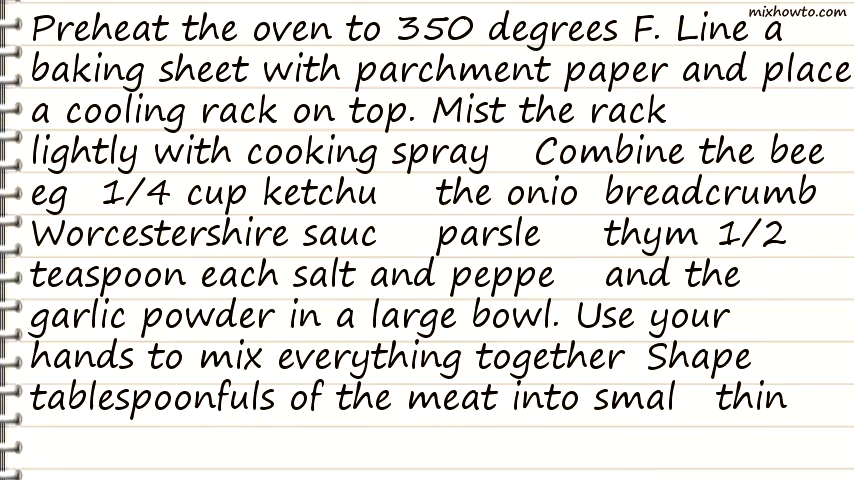 mixhowto.com
Preheat the oven to 350 degrees F. Line a
baking sheet with parchment paper and place
a cooling rack on top. Mist the rack
lightly with cooking spray Combine the bee
eg 1/4 cup ketchu the onio breadcrumb
Worcestershire sauc parsle thym 1/2
teaspoon each salt and peppe and the
garlic powder in a large bowl. Use your
hands to mix everything together Shape
tablespoonfuls of the meat into smal thin